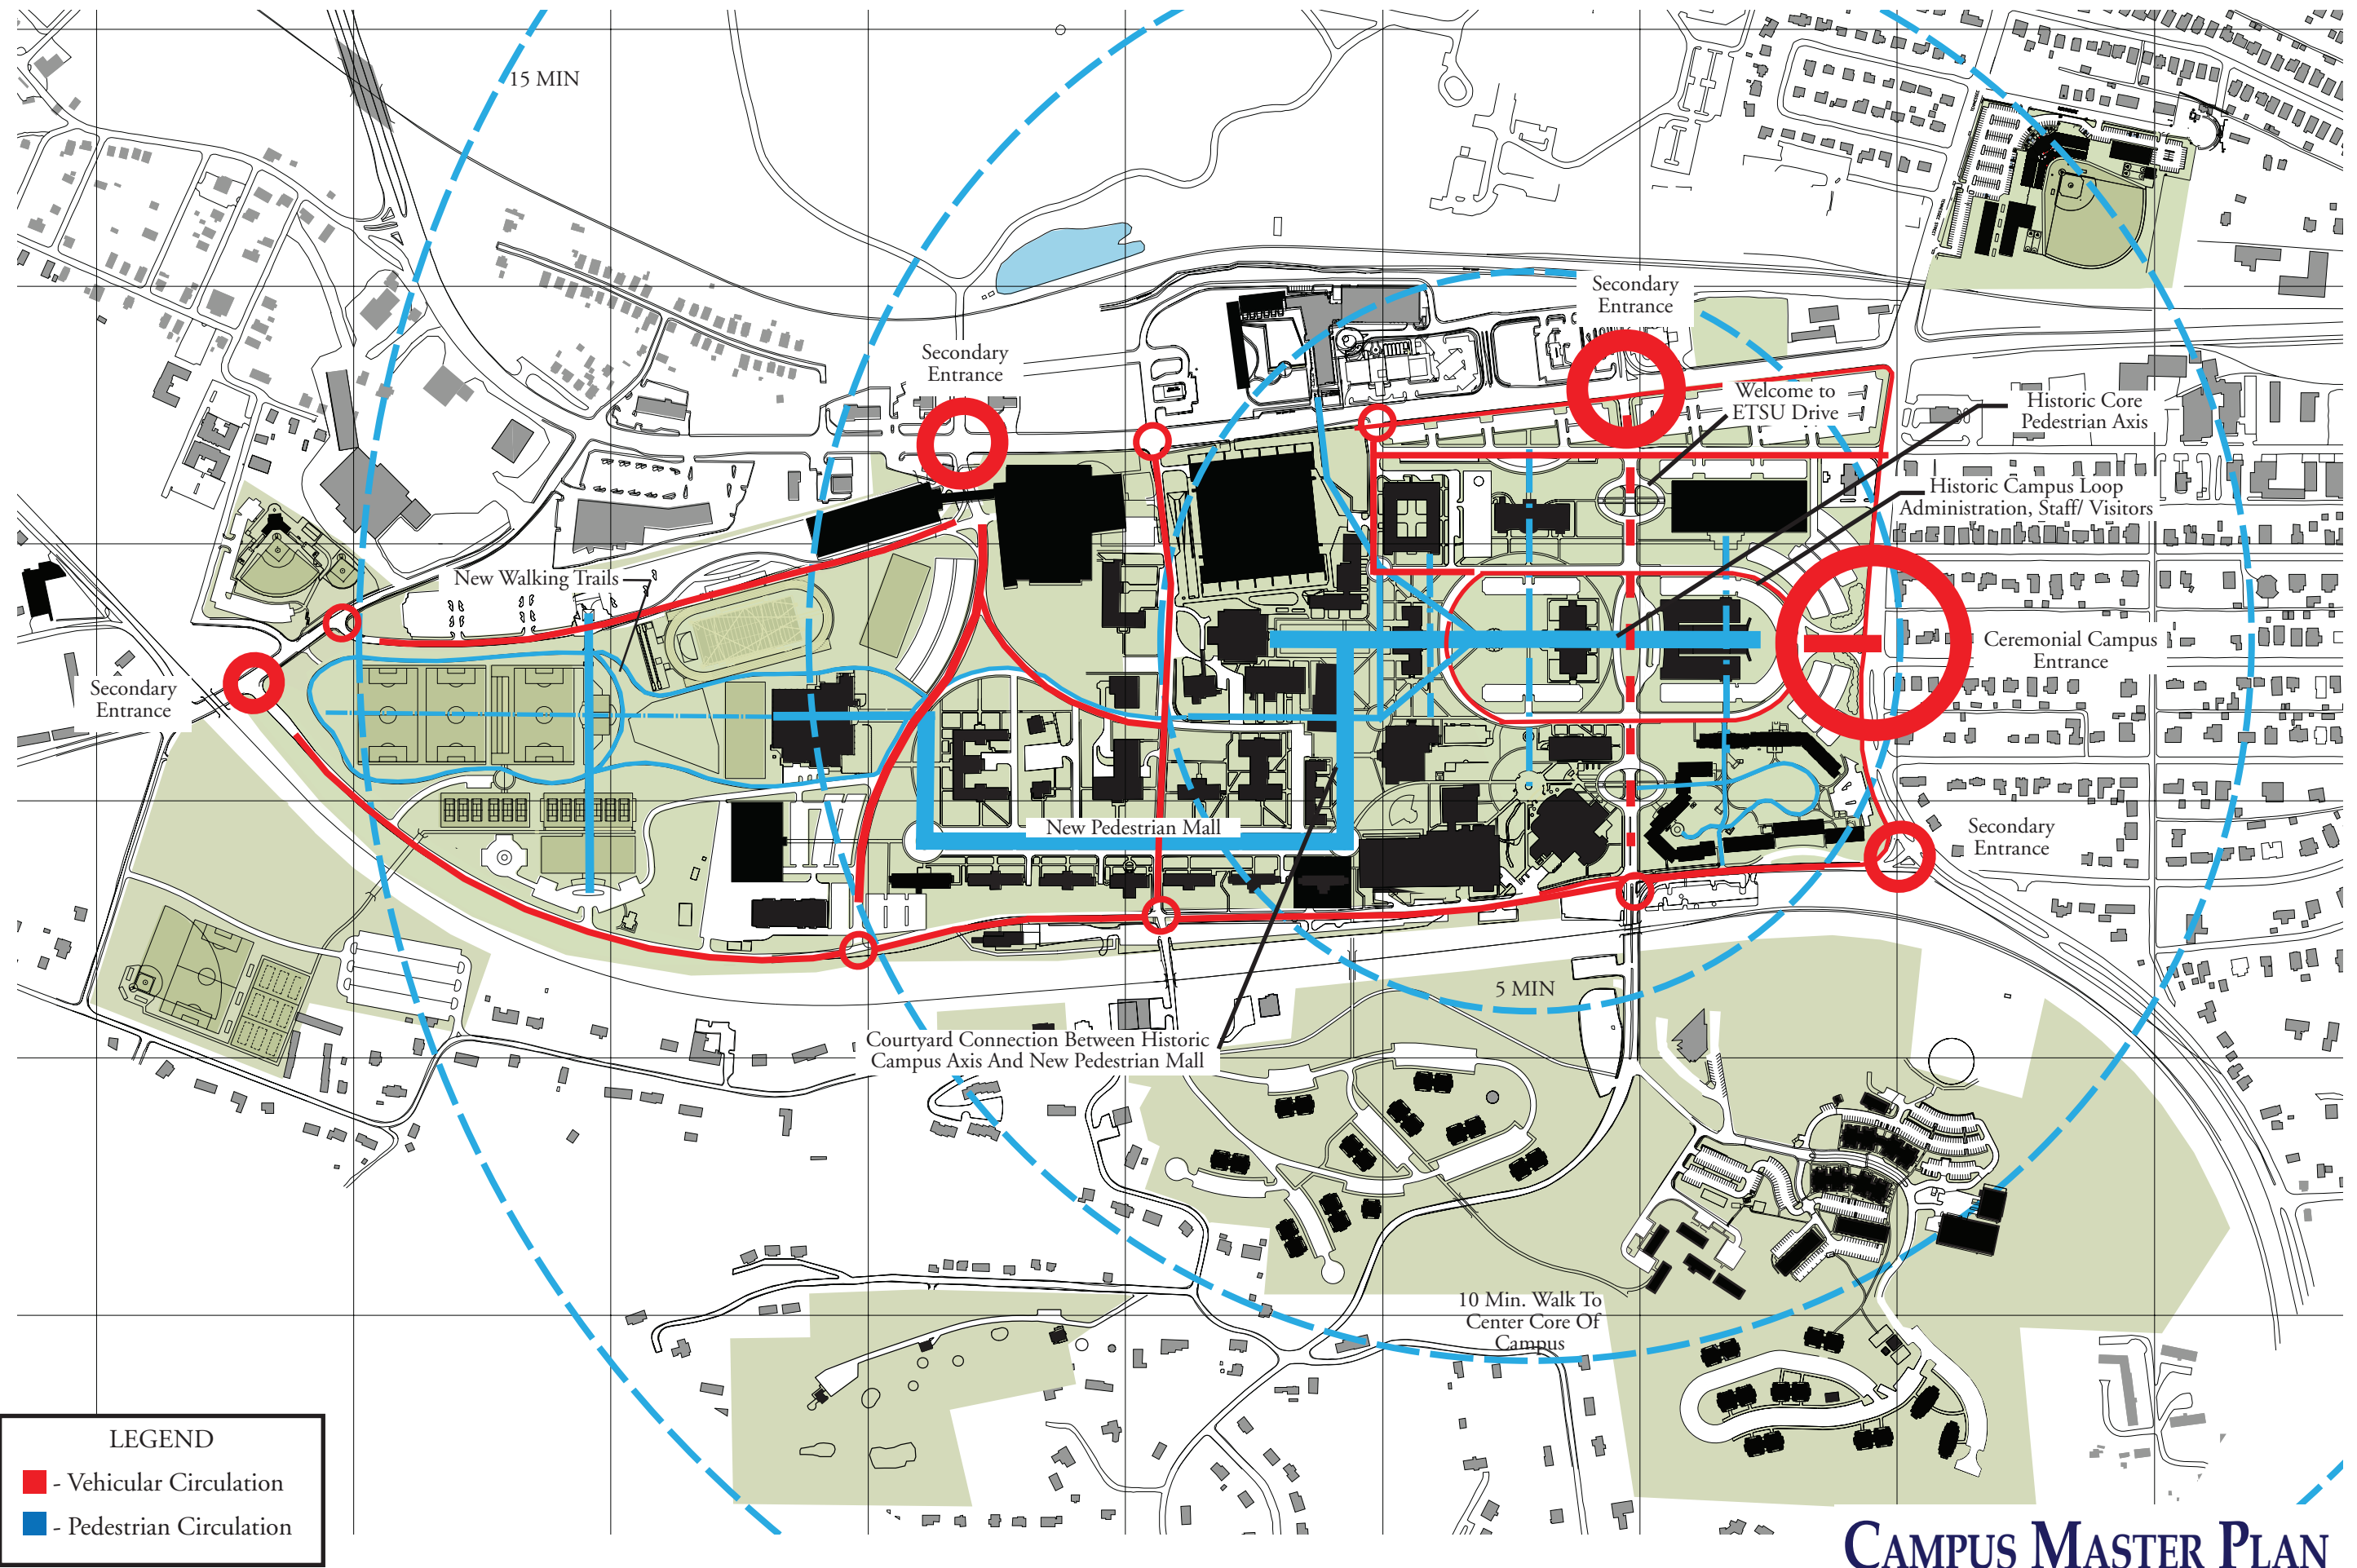 15 MIN
Secondary
Entrance
Secondary
Entrance
Welcome to
ETSU Drive
Historic Core
Pedestrian Axis
Historic Campus Loop
Administration, Staff/ Visitors
New Walking Trails
Ceremonial Campus
Entrance
Secondary
Entrance
New Pedestrian Mall
Secondary
Entrance
5 MIN
Courtyard Connection Between Historic
Campus Axis And New Pedestrian Mall
10 Min. Walk To
Center Core Of
Campus
LEGEND
- Vehicular Circulation
- Pedestrian Circulation
CAMPUS MASTER PLAN